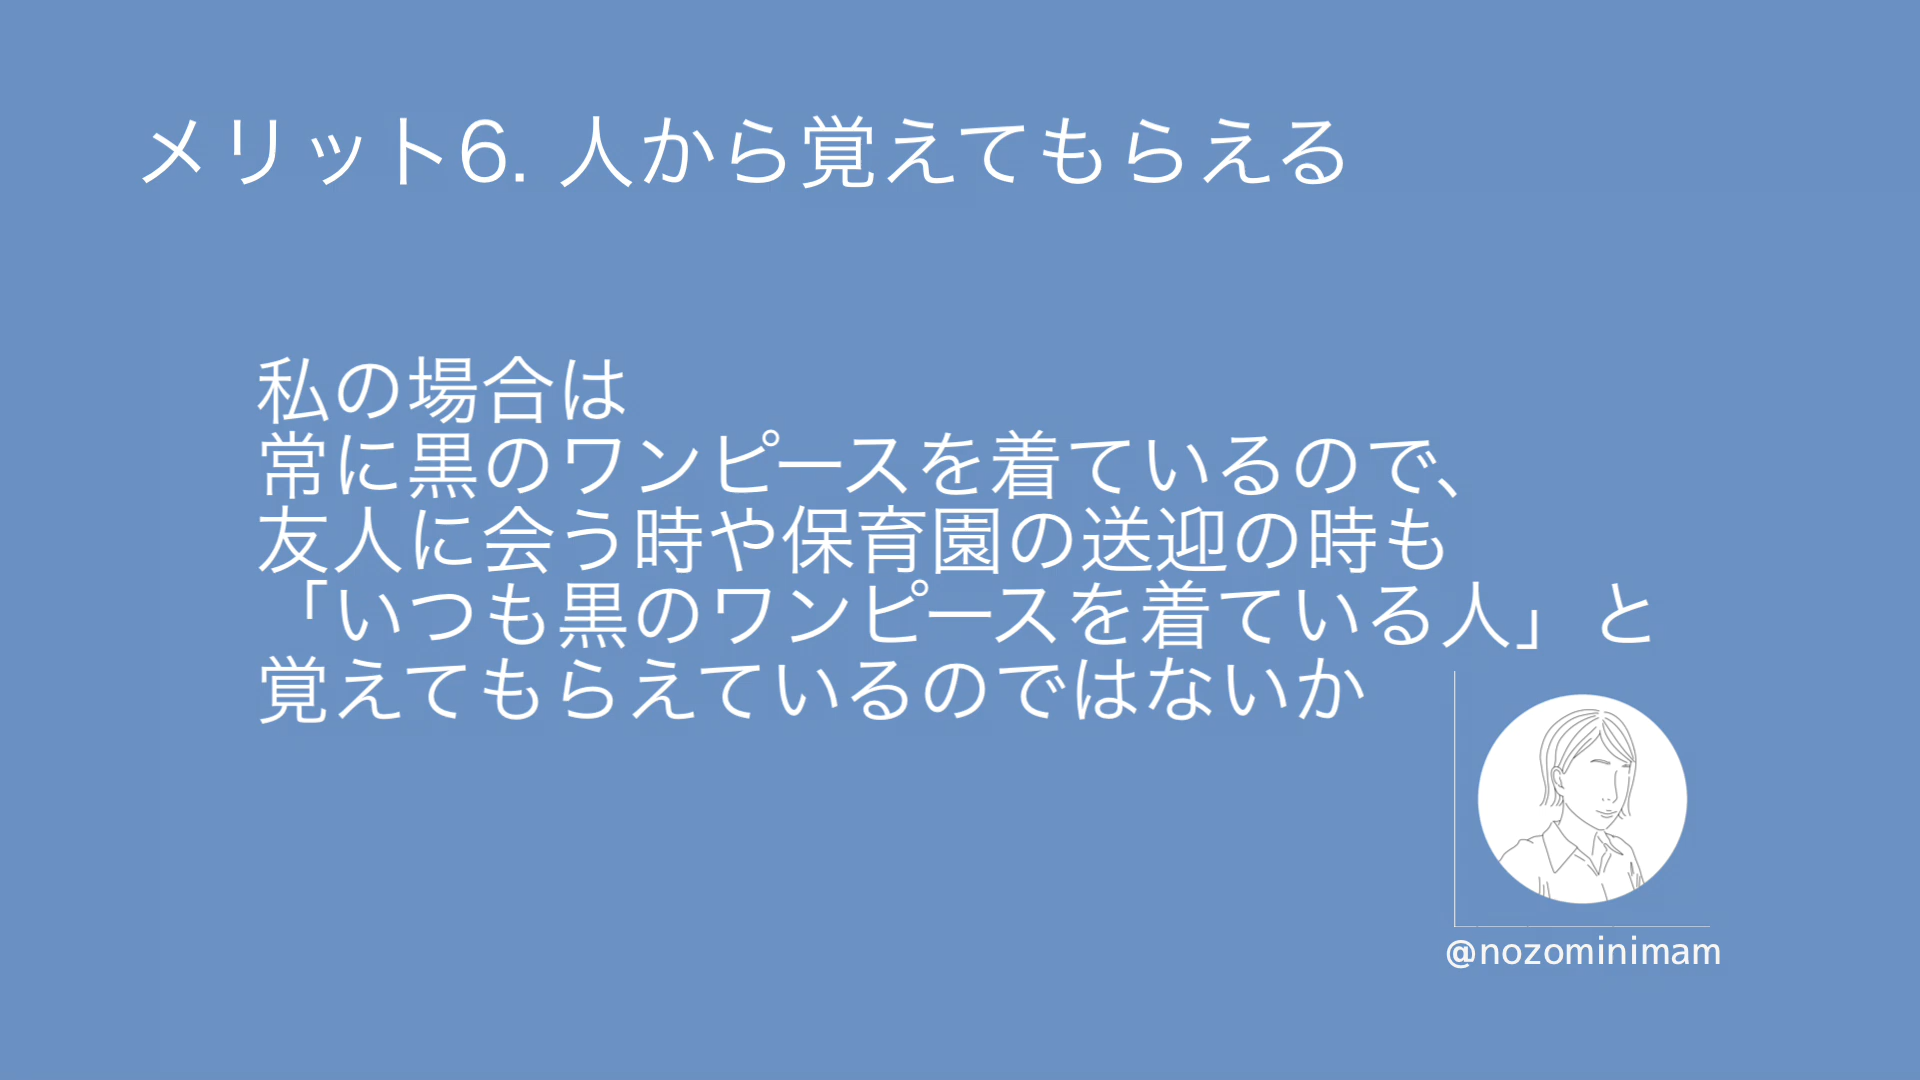 メリット6. 人から覚えてもらえる
私の場合は
常に黒のワンピースを着ているので、
友人に会う時や保育園の送迎の時も
「いつも黒のワンピースを着ている人」と
覚えてもらえているのではないか
@nozominimam